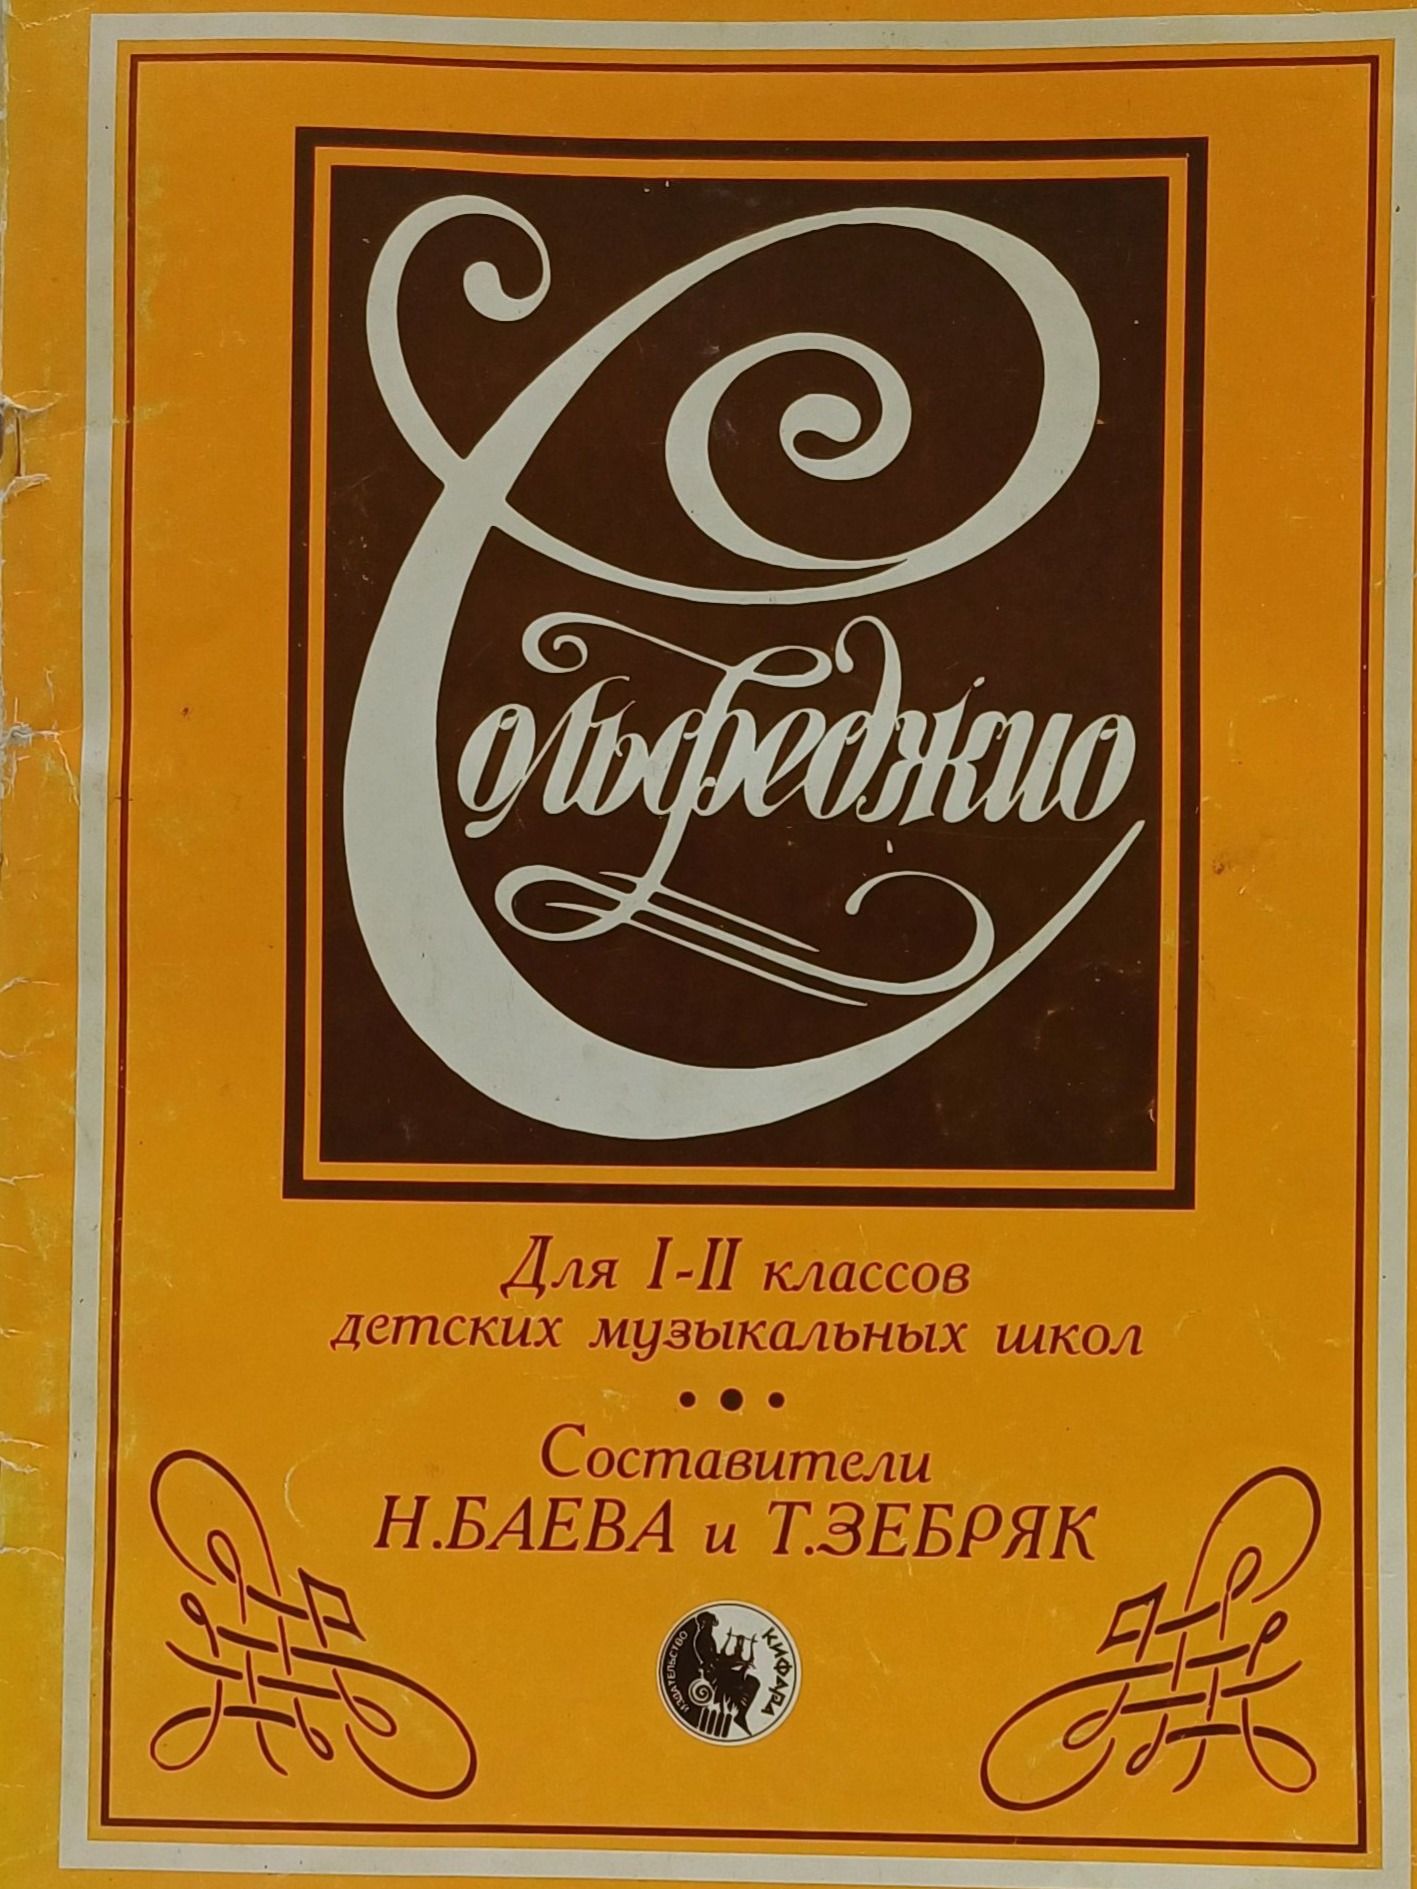 Сольфеджио
Для I-II классов
детских музыкальных школ
Составители
Н.БАЕВА и Т.ЗЕБРЯК
ИЗДАТЕЛЬСТВО
КИФАРА